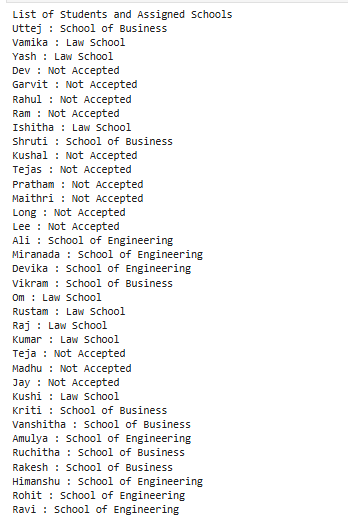 List of Students and Assigned Schools
Uttej : School of Business
Vamika : Law School
Yash : Law School
Dev : Not Accepted
Garvit : Not Accepted
Rahul : Not Accepted
Ram : Not Accepted
Ishitha : Law School
Shruti : School of Business
Kushal : Not Accepted
Tejas : Not Accepted
Pratham : Not Accepted
Maithri : Not Accepted
Long : Not Accepted
Lee : Not Accepted
Ali : School of Engineering
Miranada : School of Engineering
Devika : School of Engineering
Vikram : School of Business
Om : Law School
Rustam : Law School
Raj : Law School
Kumar : Law School
Teja : Not Accepted
Madhu : Not Accepted
Jay : Not Accepted
Kushi : Law School
Kriti : School of Business
Vanshitha : School of Business
Amulya : School of Engineering
Ruchitha : School of Business
Rakesh : School of Business
Himanshu : School of Engineering
Rohit : School of Engineering
Ravi : School of Engineering